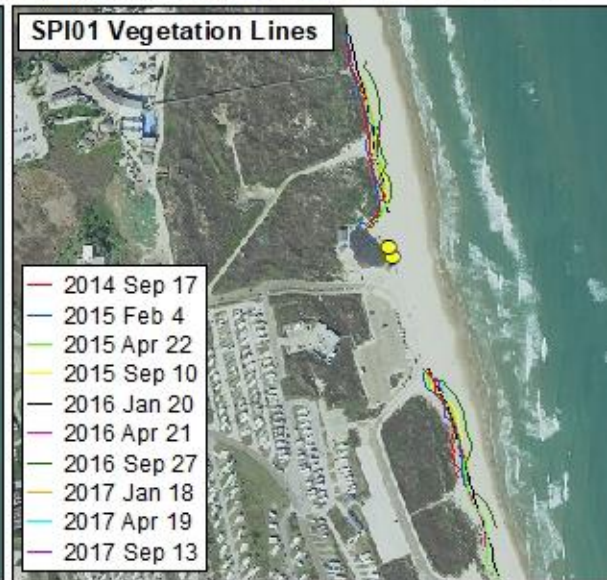 SPI01 Vegetation Lines
2014 Sep 17
2015 Feb 4
2015 Apr 22
2015 Sep 10
2016 Jan 20
2016 Apr 21
2016 Sep 27
2017 Jan 18
2017 Apr 19
2017 Sep 13